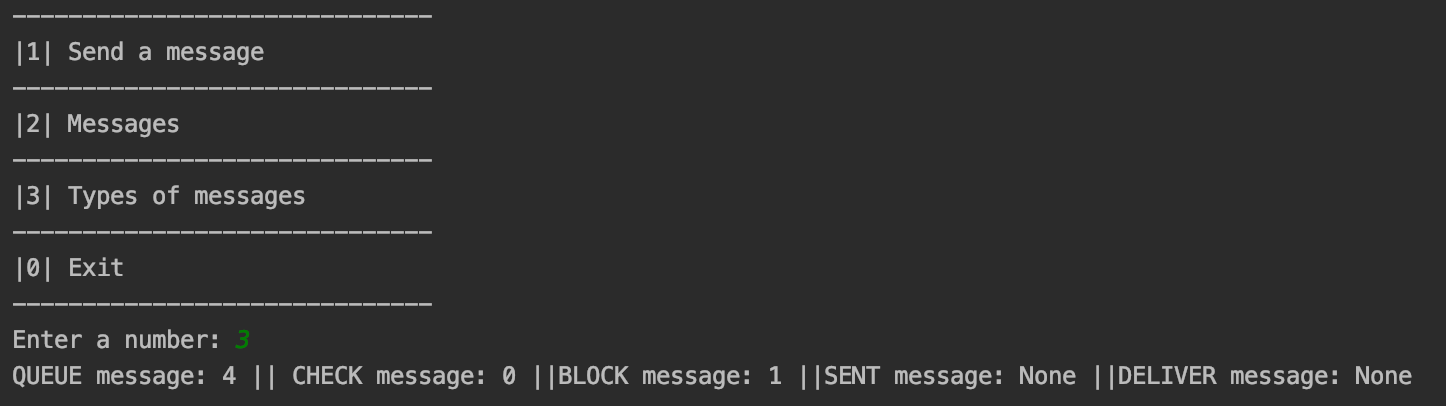 ------------------------------
|1| Send a message
------------------------------
|2| Messages
------------------------------
|3| Types of messages
------------------------------
|0| Exit
------------------------------
Enter a number: 3
QUEUE message: 4 || CHECK message: 0 ||BLOCK message: 1 ||SENT message: None ||DELIVER message: None